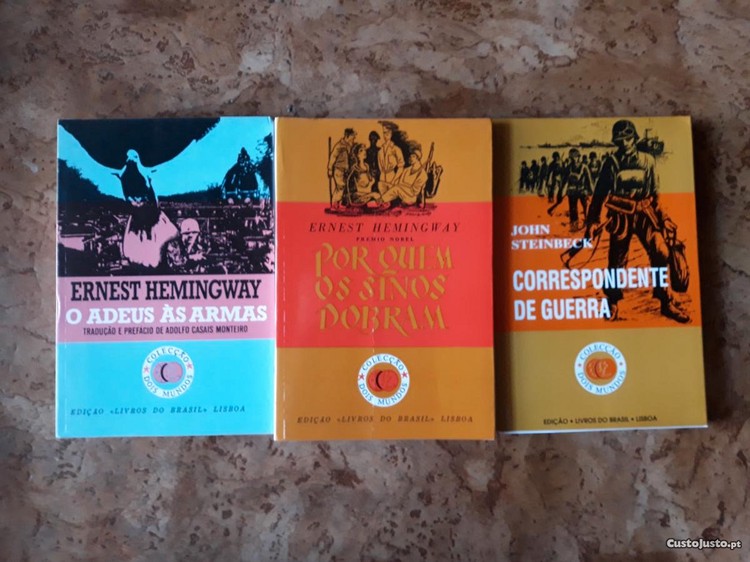 ERNEST HEMINGWAY
O ADEUS ÀS ARMAS
TRADUÇÃO E PREFACIO DE ADOLFO CASAIS MONTEIRO
COLECÇÃO
DOIS MUNDOS
EDIÇÃO «LIVROS DO BRASIL» LISBOA
ERNEST HEMINGWAY
PREMIO NOBEL
POR QUEM
OS SINOS
DOBRAM
COLECÇÃO
DOIS MUNDOS
EDIÇÃO «LIVROS DO BRASIL» LISBOA
JOHN
STEINBECK
CORRESPONDENTE
DE GUERRA
COLECÇÃO
DOIS MUNDOS
EDIÇÃO • LIVROS DO BRASIL • LISBOA
CustoJusto.pt